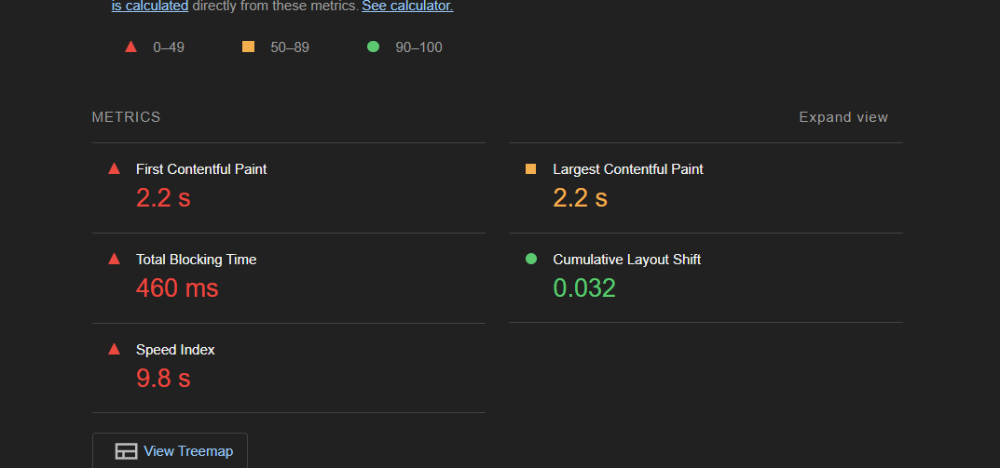 is calculated directly from these metrics. See calculator.
0–49 50–89 90–100
METRICS Expand view
First Contentful Paint
2.2 s
Largest Contentful Paint
2.2 s
Total Blocking Time
460 ms
Cumulative Layout Shift
0.032
Speed Index
9.8 s
View Treemap